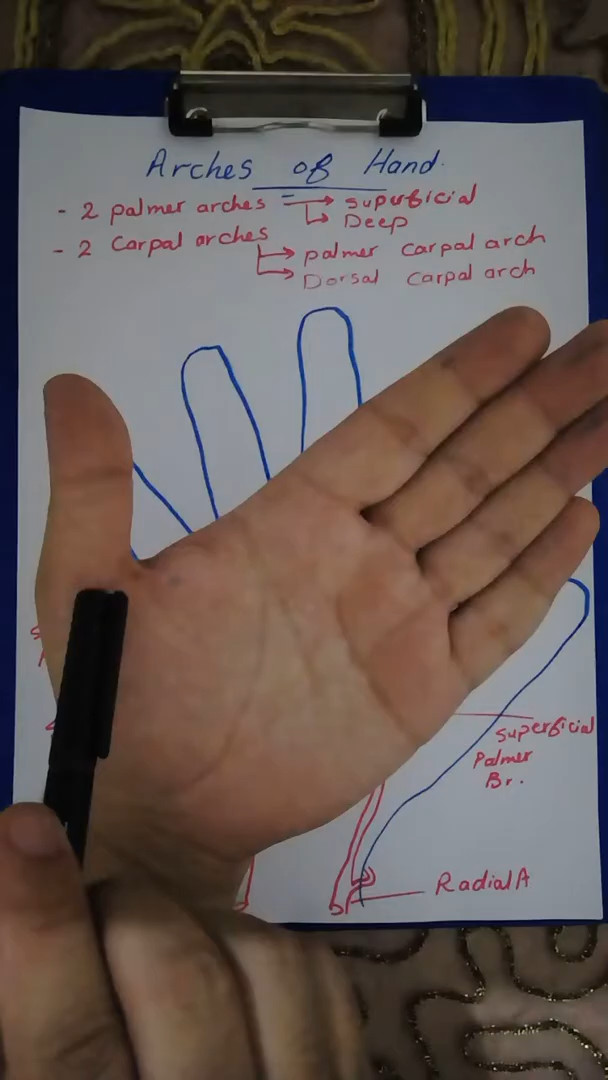 Arches of Hand.
- 2 palmer arches → superficial
→ Deep
- 2 Carpal arches
→ palmer carpal arch
→ Dorsal carpal arch
superficial
Palmer
Br.
Radial A